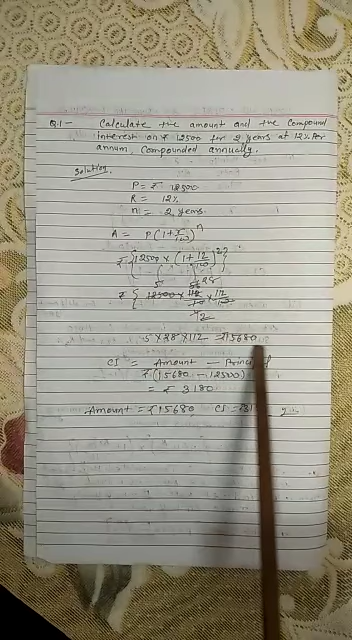 Q.1- Calculate the amount and the Compound
interest on ₹ 12500 for 2 years at 12% Per
annum, Compounded annually.
Solution,
P = ₹ 12500
R = 12%
n = 2 years.
A = P(1+r/100)^n
₹{12500 × (1+12/100)^2}
5 × 28 × 112 = ₹15680
CI = Amount - Principal
₹(15680 - 12500)
= ₹ 3180
Amount = ₹15680 CI =